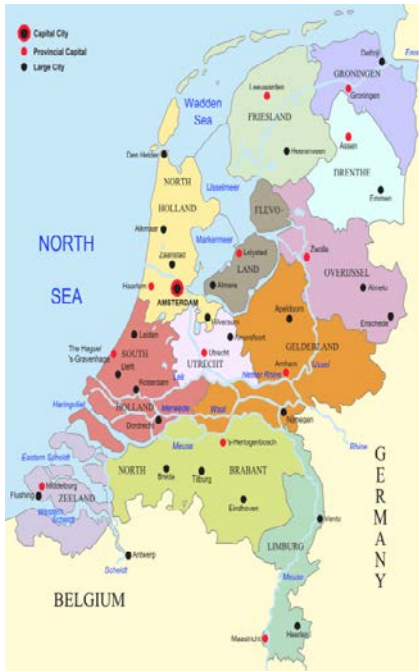 Capital City
Provincial Capital
Large City
Delfzijl
GRONINGEN
Leeuwarden
Groningen
Wadden
Sea
FRIESLAND
Assen
Den Helder
Heerenveen
DRENTHE
NORTH
HOLLAND
IJsselmeer
Emmen
FLEVO-
Alkmaar
Markermeer
NORTH
SEA
Lelystad
Zwolle
Zaanstad
LAND
OVERIJSSEL
Haarlem
Almere
Almelo
AMSTERDAM
Apeldoorn
Hilversum
Enschede
Leiden
Amersfoort
GELDERLAND
The Hague/
's-Gravenhage
SOUTH
Utrecht
UTRECHT
IJssel
Delft
Lek
Neder Rhine
Arnhem
Rotterdam
Haringvliet
HOLLAND
Merwede
Waal
Dordrecht
Nijmegen
Meuse
Rhine
Eastern Scheldt
's-Hertogenbosch
NORTH
BRABANT
Middelburg
Breda
Tilburg
Flushing
ZEELAND
Western
Scheldt
Eindhoven
Venlo
GERMANY
Antwerp
LIMBURG
Scheldt
BELGIUM
Meuse
Maastricht
Heerlen